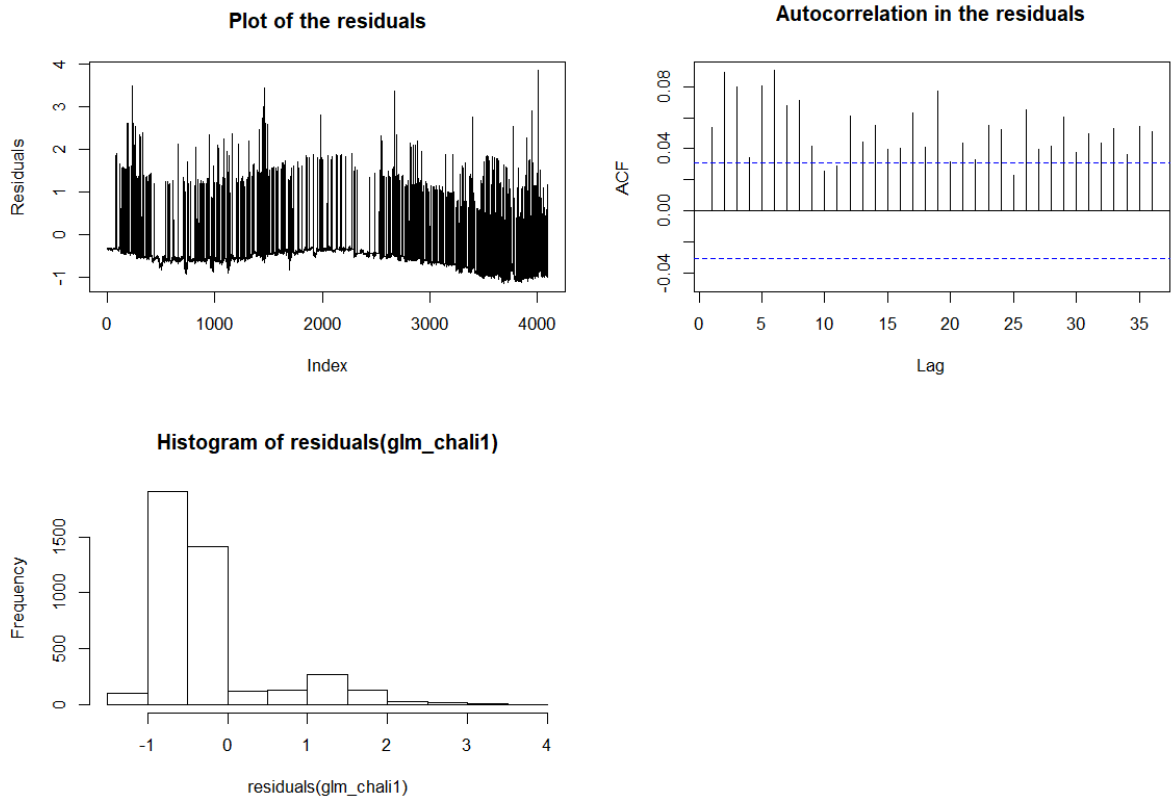 Plot of the residuals
Residuals
4
3
2
1
0
-1
0 1000 2000 3000 4000
Index
Autocorrelation in the residuals
ACF
0.08
0.04
0.00
-0.04
0 5 10 15 20 25 30 35
Lag
Histogram of residuals(glm_chali1)
Frequency
1500
1000
500
0
-1 0 1 2 3 4
residuals(glm_chali1)